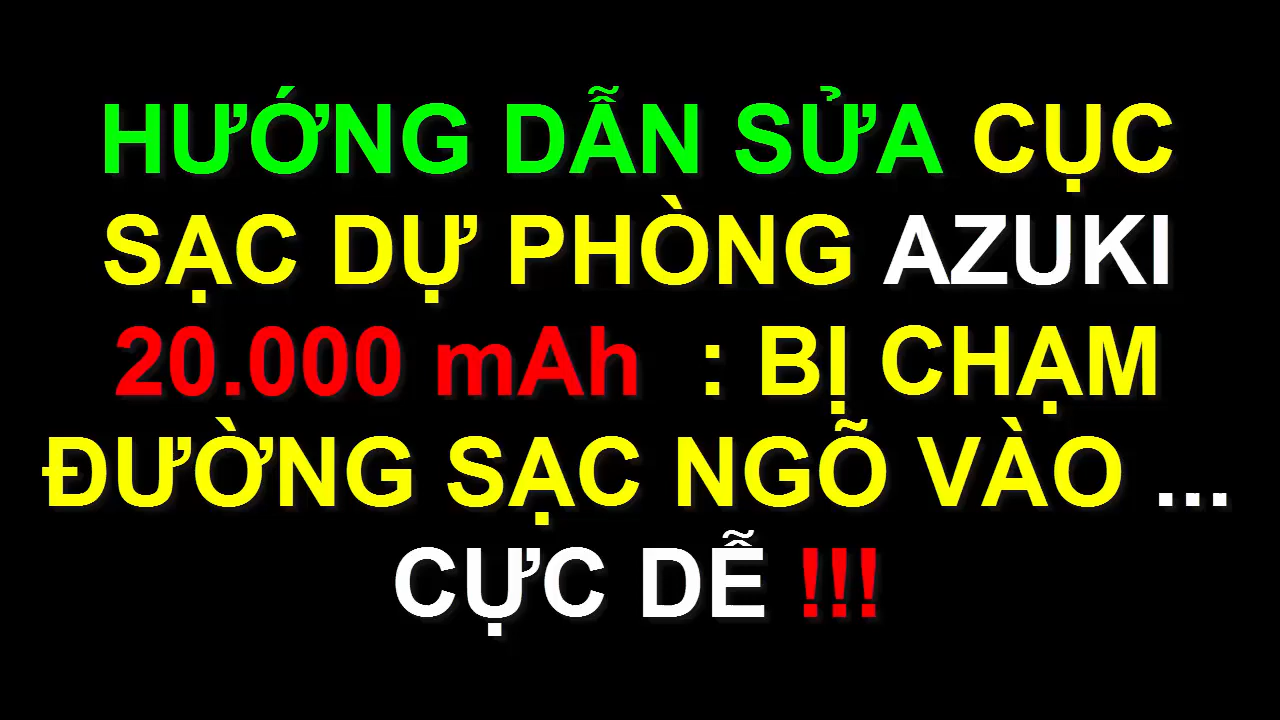 HƯỚNG DẪN SỬA CỤC
SẠC DỰ PHÒNG AZUKI
20.000 mAh : BỊ CHẠM
ĐƯỜNG SẠC NGÕ VÀO ...
CỰC DỄ !!!